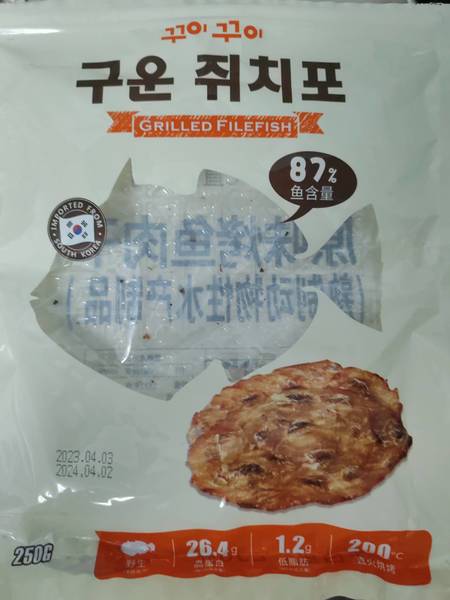 꾸이 꾸이
구운 쥐치포
GRILLED FILEFISH
87%
鱼含量
IMPORTED FROM
SOUTH KOREA
原味烤鱼肉干
(熟制动物性水产制品)
2023.04.03
2024.04.02
250G
野生
26.4g
高蛋白
1.2g
低脂肪
200°C
直火烘烤